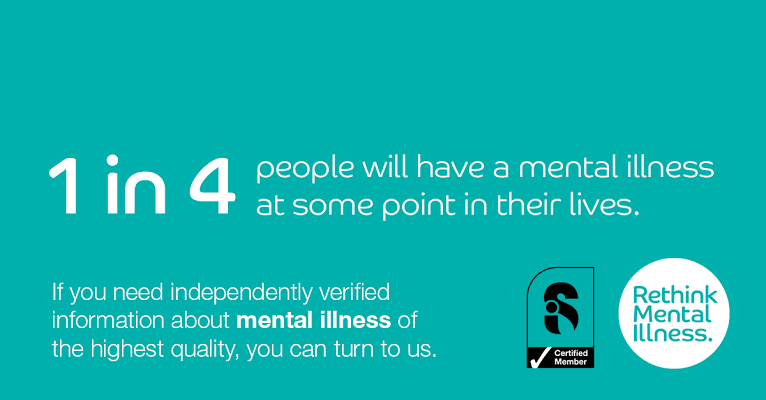 1 in 4
people will have a mental illness
at some point in their lives.
If you need independently verified
information about mental illness of
the highest quality, you can turn to us.
iS
Certified
Member
Rethink
Mental
Illness.